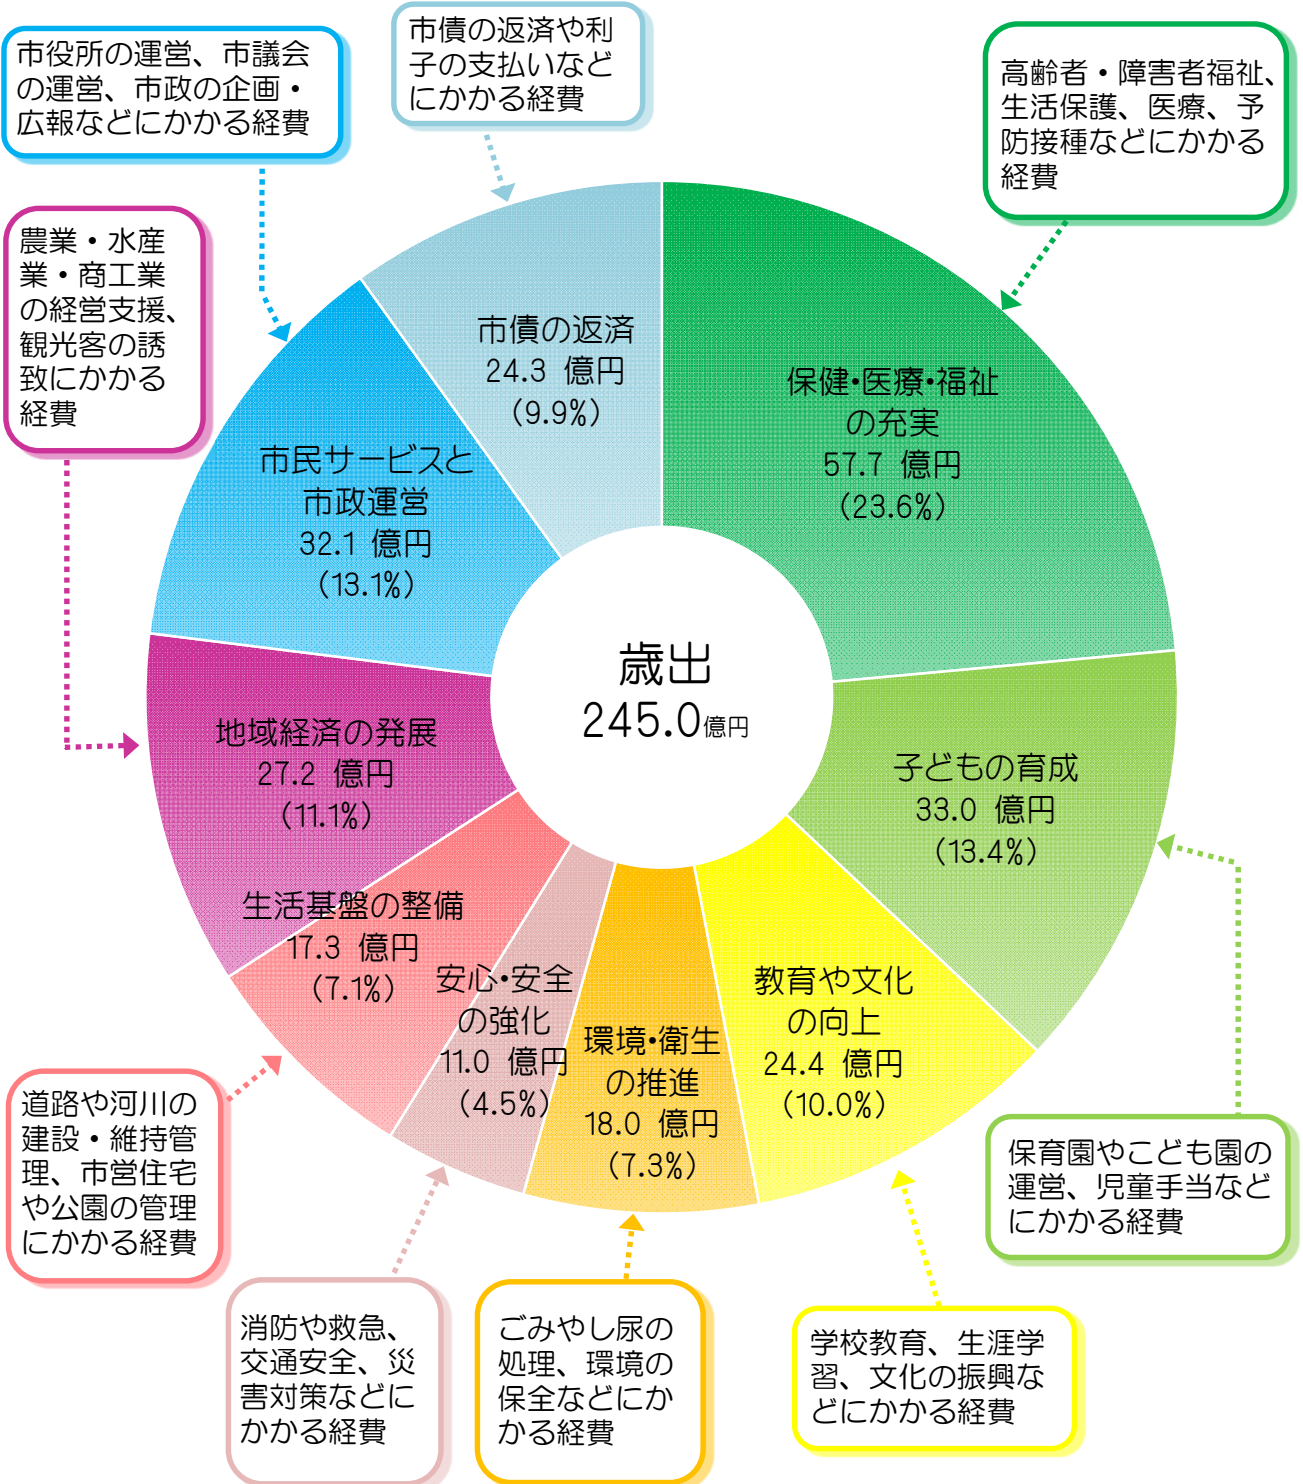 市役所の運営、市議会
の運営、市政の企画・
広報などにかかる経費
市債の返済や利
子の支払いなど
にかかる経費
高齢者・障害者福祉、
生活保護、医療、予
防接種などにかかる
経費
農業・水産
業・商工業
の経営支援、
観光客の誘
致にかかる
経費
市債の返済
24.3 億円
(9.9%)
保健・医療・福祉
の充実
57.7 億円
(23.6%)
市民サービスと
市政運営
32.1 億円
(13.1%)
歳出
245.0億円
地域経済の発展
27.2 億円
(11.1%)
子どもの育成
33.0 億円
(13.4%)
生活基盤の整備
17.3 億円
(7.1%)
安心・安全
の強化
11.0 億円
(4.5%)
環境・衛生
の推進
18.0 億円
(7.3%)
教育や文化
の向上
24.4 億円
(10.0%)
道路や河川の
建設・維持管
理、市営住宅
や公園の管理
にかかる経費
保育園やこども園の
運営、児童手当など
にかかる経費
消防や救急、
交通安全、災
害対策などに
かかる経費
ごみやし尿の
処理、環境の
保全などにか
かる経費
学校教育、生涯学
習、文化の振興な
どにかかる経費